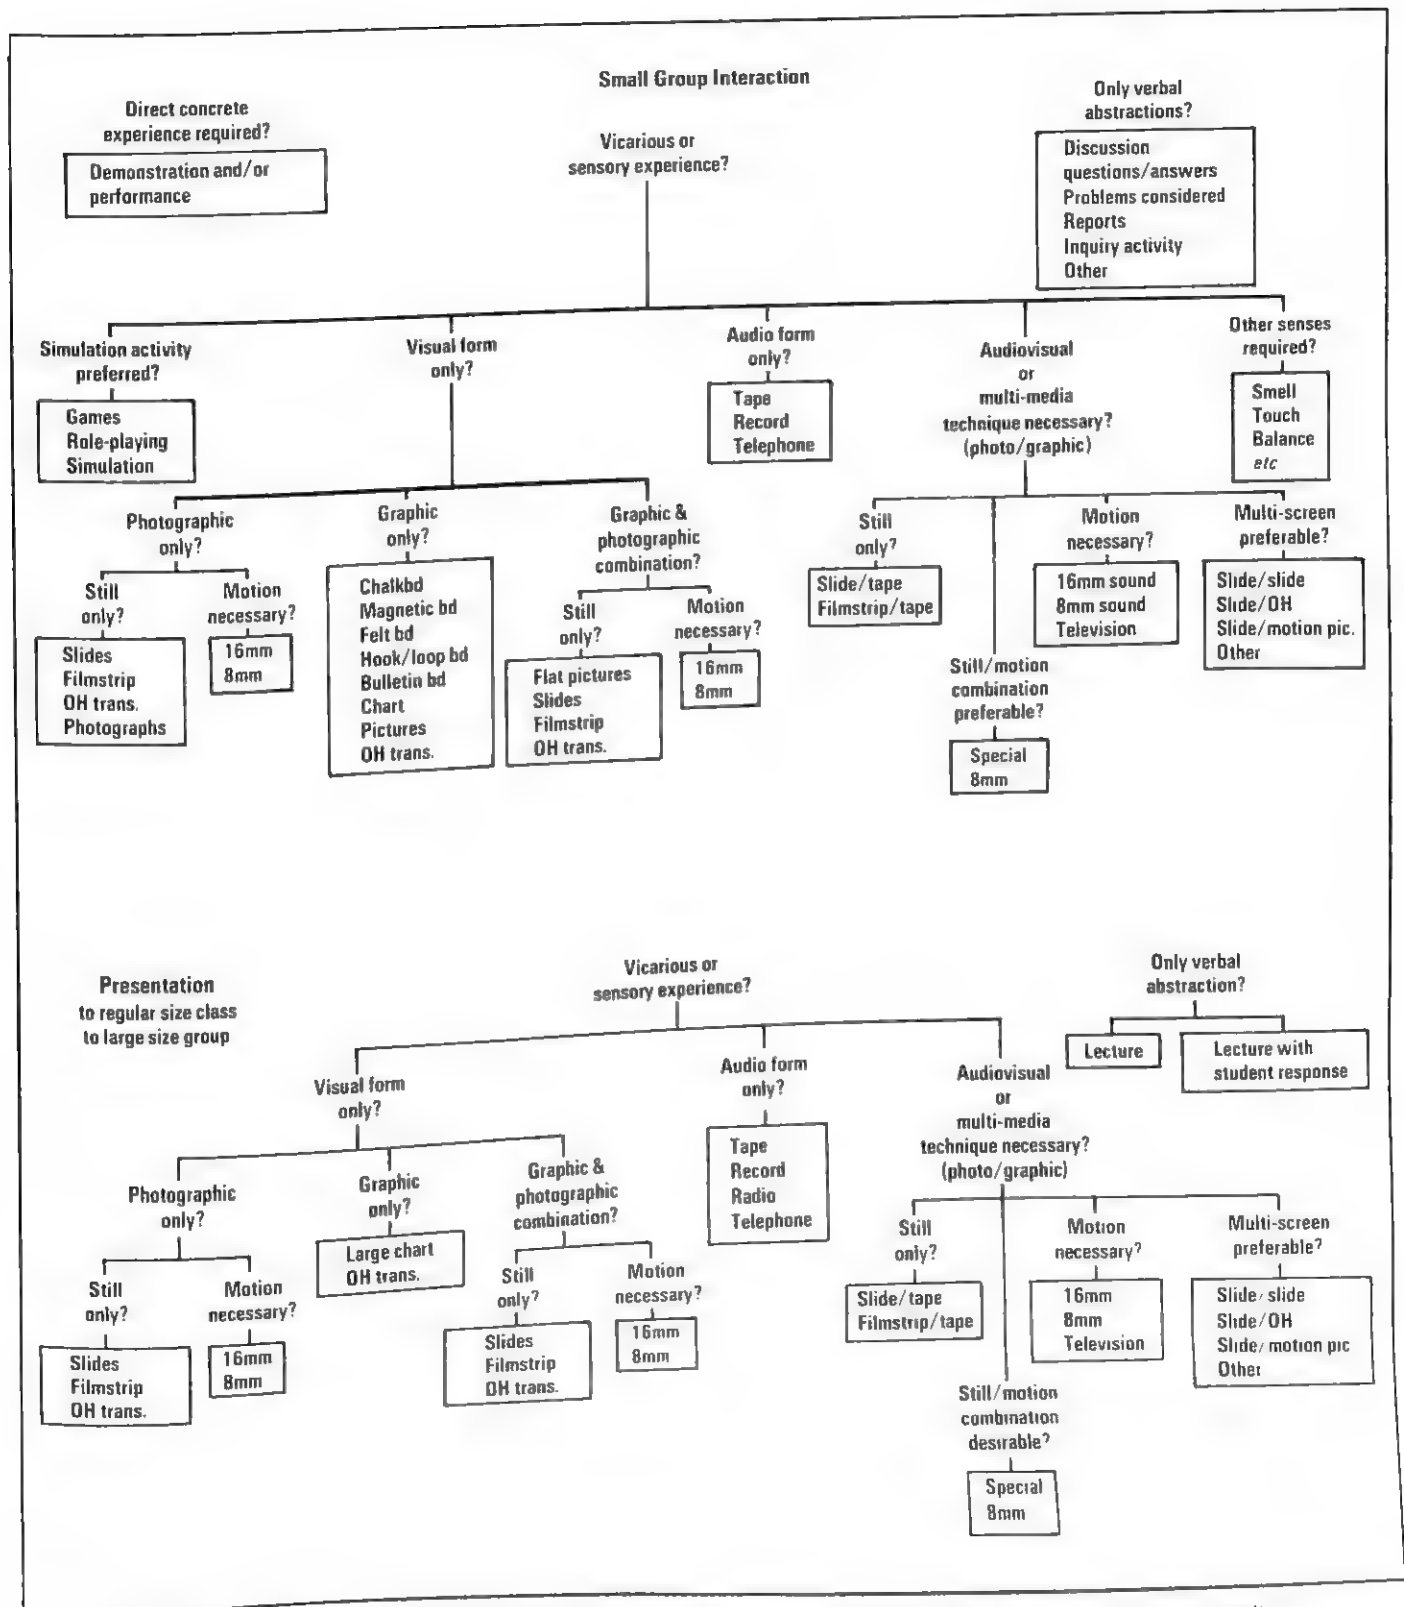 Small Group Interaction
Direct concrete
experience required?
Demonstration and/or
performance
Vicarious or
sensory experience?
Only verbal
abstractions?
Discussion
questions/answers
Problems considered
Reports
Inquiry activity
Other
Simulation activity
preferred?
Games
Role-playing
Simulation
Visual form
only?
Audio form
only?
Tape
Record
Telephone
Audiovisual
or
multi-media
technique necessary?
(photo/graphic)
Other senses
required?
Smell
Touch
Balance
etc
Photographic
only?
Still
only?
Slides
Filmstrip
OH trans.
Photographs
Motion
necessary?
16mm
8mm
Graphic
only?
Chalkbd
Magnetic bd
Felt bd
Hook/loop bd
Bulletin bd
Chart
Pictures
OH trans.
Graphic &
photographic
combination?
Still
only?
Flat pictures
Slides
Filmstrip
OH trans.
Motion
necessary?
16mm
8mm
Still
only?
Slide/tape
Filmstrip/tape
Still/motion
combination
preferable?
Special
8mm
Motion
necessary?
16mm sound
8mm sound
Television
Multi-screen
preferable?
Slide/slide
Slide/OH
Slide/motion pic.
Other
Presentation
to regular size class
to large size group
Vicarious or
sensory experience?
Only verbal
abstraction?
Lecture
Lecture with
student response
Visual form
only?
Audio form
only?
Tape
Record
Radio
Telephone
Audiovisual
or
multi-media
technique necessary?
(photo/graphic)
Photographic
only?
Still
only?
Slides
Filmstrip
OH trans.
Motion
necessary?
16mm
8mm
Graphic
only?
Large chart
OH trans.
Graphic &
photographic
combination?
Still
only?
Slides
Filmstrip
OH trans.
Motion
necessary?
16mm
8mm
Still
only?
Slide/tape
Filmstrip/tape
Still/motion
combination
desirable?
Special
8mm
Motion
necessary?
16mm
8mm
Television
Multi-screen
preferable?
Slide/slide
Slide/OH
Slide/motion pic
Other